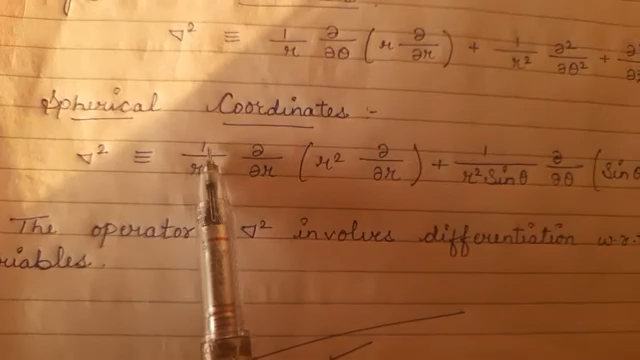 ∇² ≡ 1/r ∂/∂θ (r ∂/∂r) + 1/r² ∂²/∂θ² + ∂
Spherical Coordinates :-
∇² ≡ 1/r ∂/∂r (r² ∂/∂r) + 1/r² Sinθ ∂/∂θ (Sinθ
The operator ∇² involves differentiation w.r.t
riables.